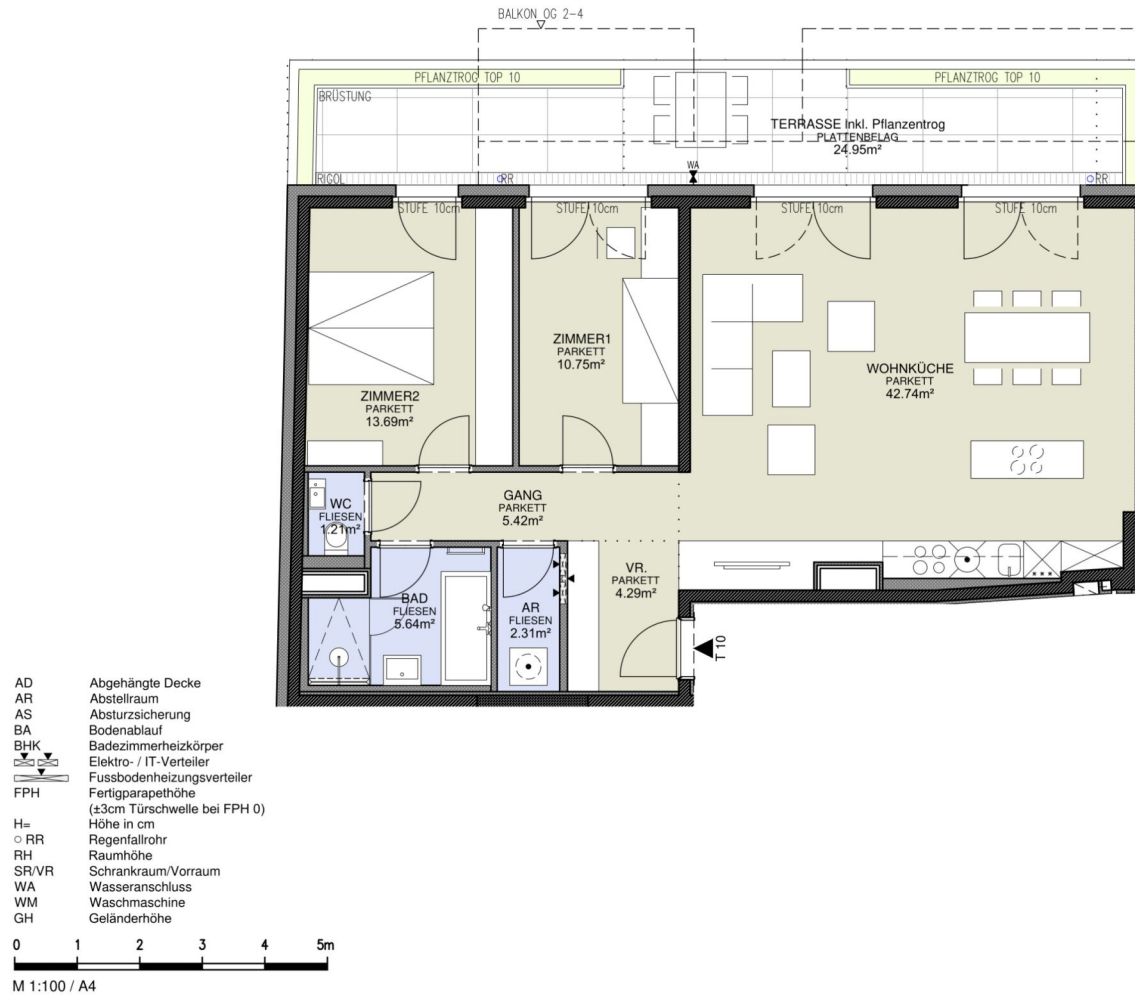 BALKON OG 2-4
PFLANZTROG TOP 10
PFLANZTROG TOP 10
BRÜSTUNG
TERRASSE Inkl. Pflanzentrog
PLATTENBELAG
24.95m²
WA
RIGOL
RR
RR
STUFE 10cm
STUFE 10cm
STUFE 10cm
STUFE 10cm
ZIMMER1
PARKETT
10.75m²
WOHNKÜCHE
PARKETT
42.74m²
ZIMMER2
PARKETT
13.69m²
WC
FLIESEN
1.21m²
GANG
PARKETT
5.42m²
VR.
PARKETT
4.29m²
BAD
FLIESEN
5.64m²
AR
FLIESEN
2.31m²
T 10
AD Abgehängte Decke
AR Abstellraum
AS Absturzsicherung
BA Bodenablauf
BHK Badezimmerheizkörper
Elektro- / IT-Verteiler
Fussbodenheizungsverteiler
FPH Fertigparapethöhe
(±3cm Türschwelle bei FPH 0)
H= Höhe in cm
RR Regenfallrohr
RH Raumhöhe
SR/VR Schrankraum/Vorraum
WA Wasseranschluss
WM Waschmaschine
GH Geländerhöhe
0 1 2 3 4 5m
M 1:100 / A4